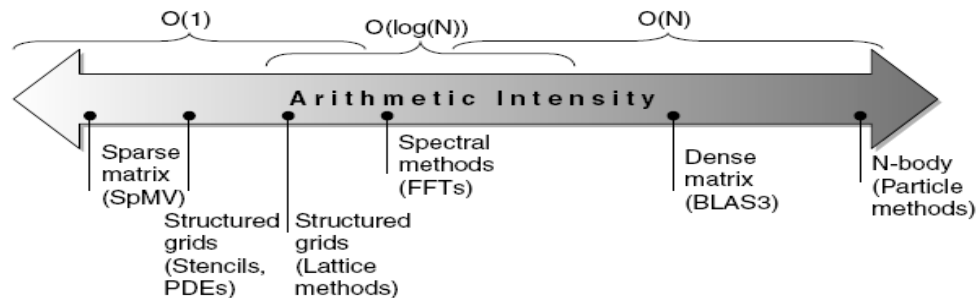 O(1)
O(log(N))
O(N)
Arithmetic Intensity
Sparse
matrix
(SpMV)
Structured
grids
(Stencils,
PDEs)
Structured
grids
(Lattice
methods)
Spectral
methods
(FFTs)
Dense
matrix
(BLAS3)
N-body
(Particle
methods)